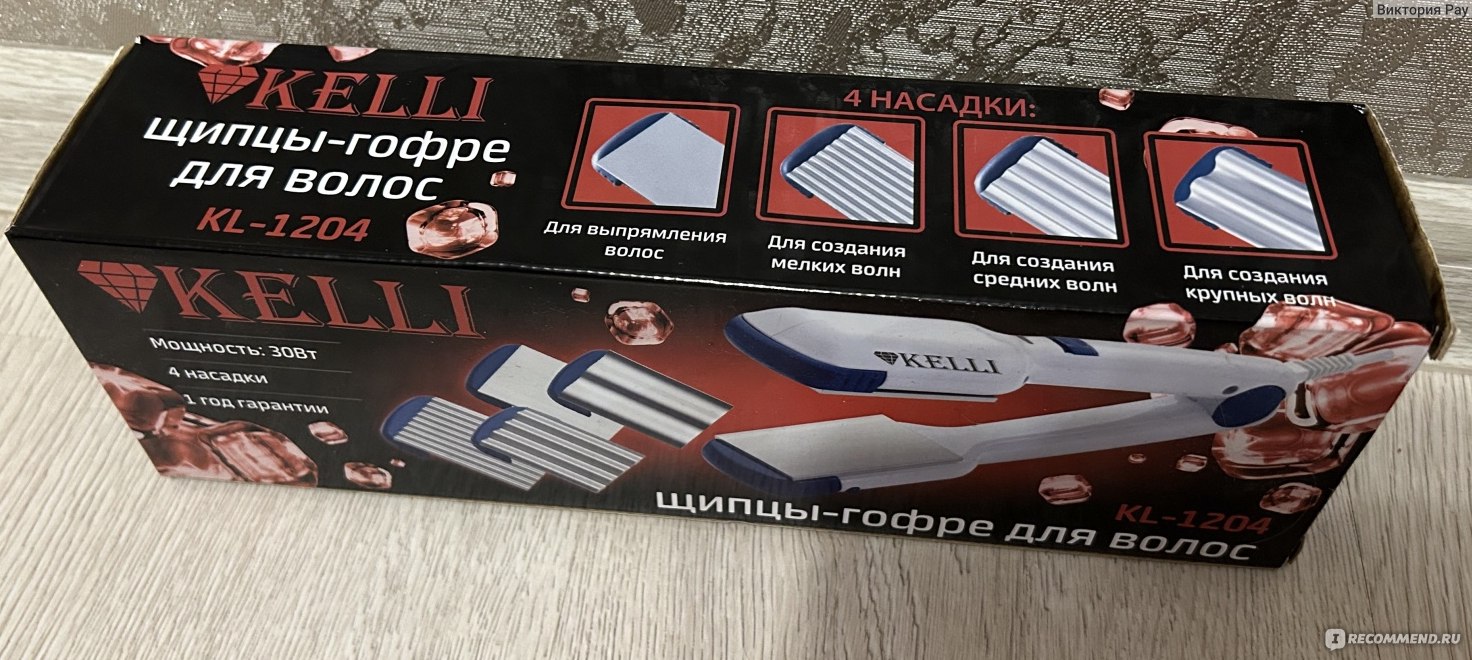 Виктория Рау
KELLI
щипцы-гофре
для волос
KL-1204
4 НАСАДКИ:
Для выпрямления
волос
Для создания
мелких волн
Для создания
средних волн
Для создания
крупных волн
KELLI
Мощность: 30Вт
4 насадки
1 год гарантии
KELLI
KL-1204
щипцы-гофре для волос
IRECOMMEND.RU